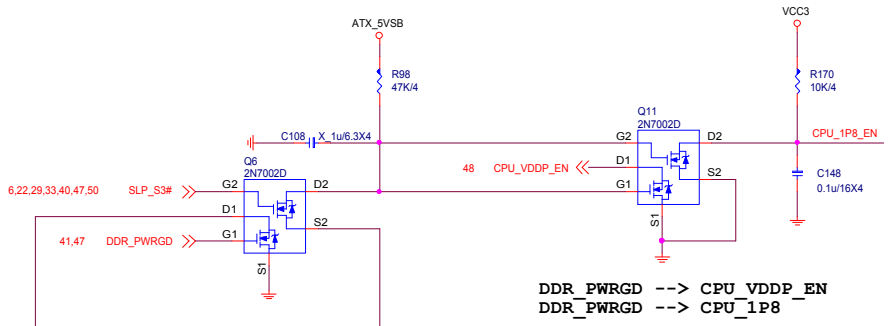 ATX_5VSB
VCC3
R98
47K/4
R170
10K/4
C108 X_1u/6.3X4
Q11
2N7002D
G2 D2
CPU_1P8_EN
48 CPU_VDDP_EN
D1
G1
S2
S1
C148
0.1u/16X4
Q6
2N7002D
6,22,29,33,40,47,50 SLP_S3#
G2 D2
D1
S2
41,47 DDR_PWRGD
G1
S1
DDR_PWRGD --> CPU_VDDP_EN
DDR_PWRGD --> CPU_1P8